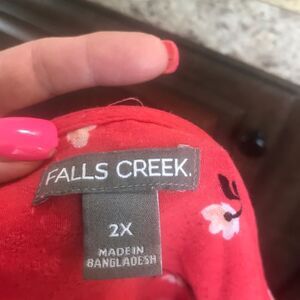 FALLS CREEK.
2X
MADE IN
BANGLADESH